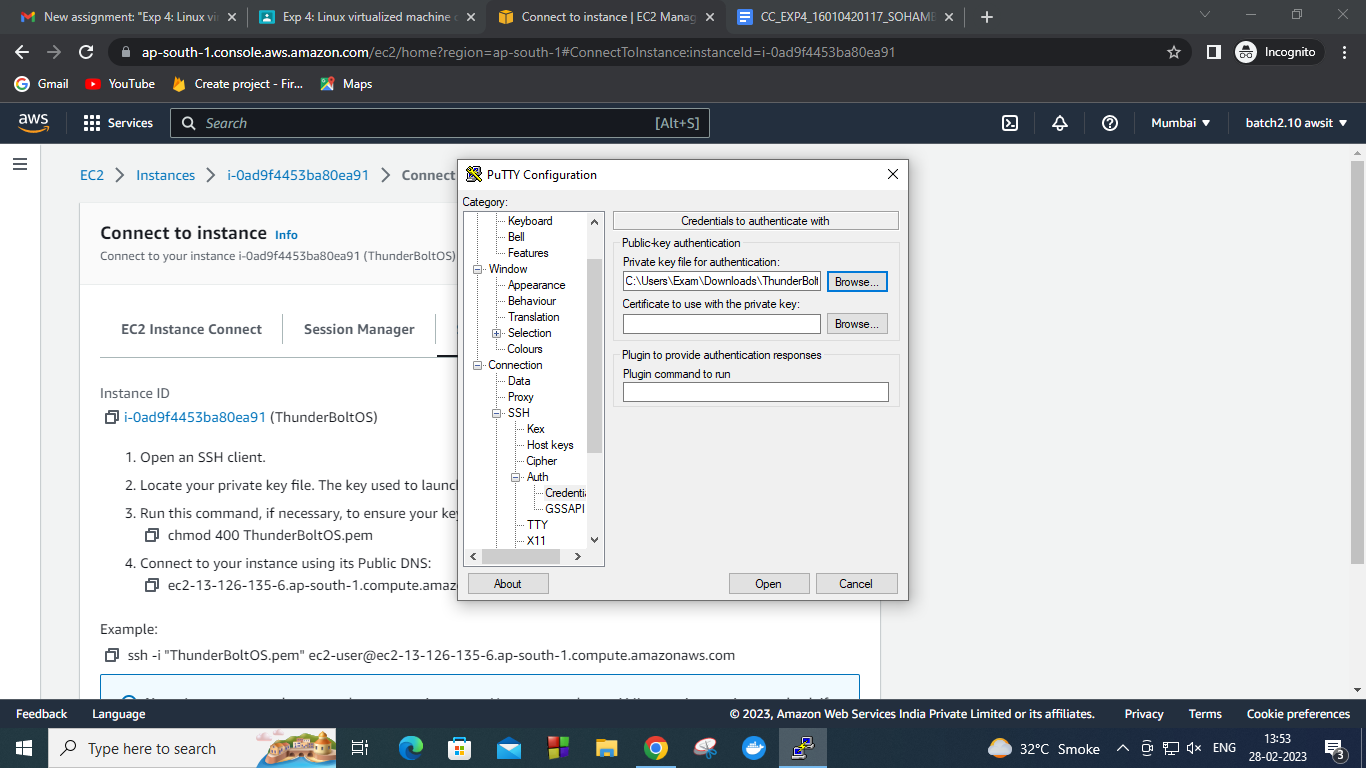 New assignment: "Exp 4: Linux vi
Exp 4: Linux virtualized machine o
Connect to instance | EC2 Manag
CC_EXP4_16010420117_SOHAM
ap-south-1.console.aws.amazon.com/ec2/home?region=ap-south-1#ConnectToInstance:instanceId=i-0ad9f4453ba80ea91
Incognito
Gmail
YouTube
Create project - Fir...
Maps
aws
Services
Search
[Alt+S]
Mumbai
batch2.10 awsit
EC2
Instances
i-0ad9f4453ba80ea91
Connect
Connect to instance Info
Connect to your instance i-0ad9f4453ba80ea91 (ThunderBoltOS)
EC2 Instance Connect
Session Manager
Instance ID
i-0ad9f4453ba80ea91 (ThunderBoltOS)
1. Open an SSH client.
2. Locate your private key file. The key used to launc
3. Run this command, if necessary, to ensure your key
chmod 400 ThunderBoltOS.pem
4. Connect to your instance using its Public DNS:
ec2-13-126-135-6.ap-south-1.compute.amaz
Example:
ssh -i "ThunderBoltOS.pem" ec2-user@ec2-13-126-135-6.ap-south-1.compute.amazonaws.com
PuTTY Configuration
Category:
Keyboard
Bell
Features
Window
Appearance
Behaviour
Translation
Selection
Colours
Connection
Data
Proxy
SSH
Kex
Host keys
Cipher
Auth
Credentia
GSSAPI
TTY
X11
Credentials to authenticate with
Public-key authentication
Private key file for authentication:
C:\Users\Exam\Downloads\ThunderBolt
Browse...
Certificate to use with the private key:
Browse...
Plugin to provide authentication responses
Plugin command to run
About
Open
Cancel
Feedback
Language
© 2023, Amazon Web Services India Private Limited or its affiliates.
Privacy
Terms
Cookie preferences
Type here to search
32°C Smoke
ENG
13:53
28-02-2023
3